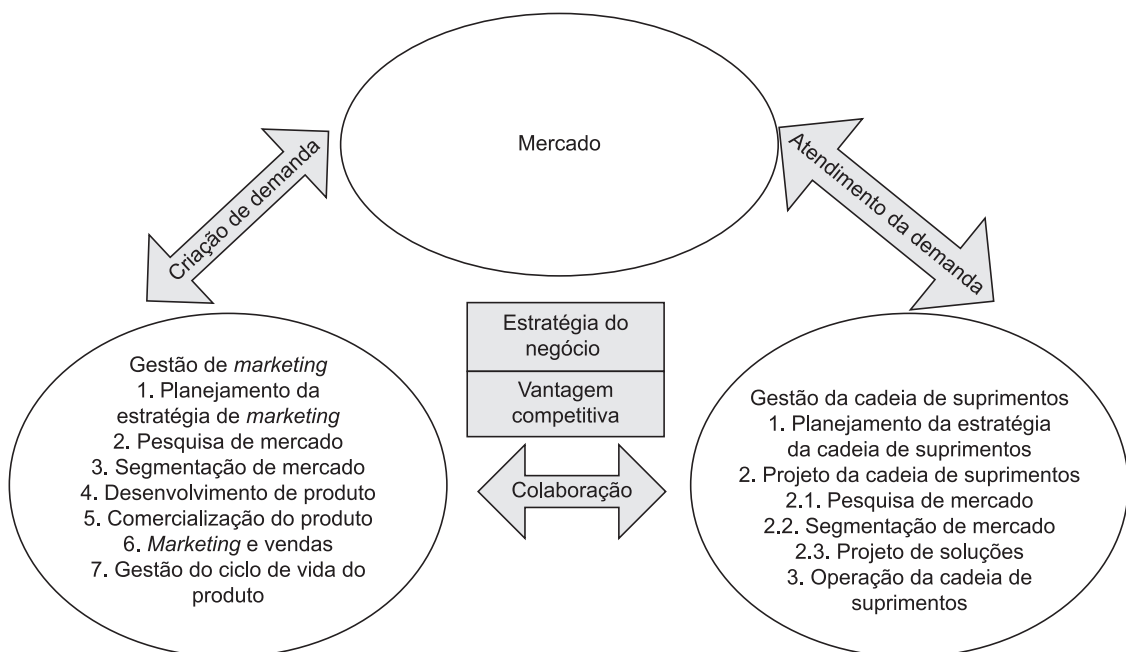 Mercado
Criação de demanda
Atendimento da demanda
Estratégia do
negócio
Vantagem
competitiva
Colaboração
Gestão de marketing
1. Planejamento da
estratégia de marketing
2. Pesquisa de mercado
3. Segmentação de mercado
4. Desenvolvimento de produto
5. Comercialização do produto
6. Marketing e vendas
7. Gestão do ciclo de vida do
produto
Gestão da cadeia de suprimentos
1. Planejamento da estratégia
da cadeia de suprimentos
2. Projeto da cadeia de suprimentos
2.1. Pesquisa de mercado
2.2. Segmentação de mercado
2.3. Projeto de soluções
3. Operação da cadeia de
suprimentos